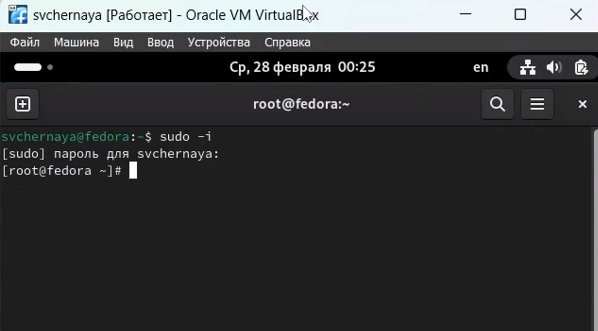 svchernaya [Работает] - Oracle VM VirtualBox
Файл Машина Вид Ввод Устройства Справка
Ср, 28 февраля 00:25 en
root@fedora:~
svchernaya@fedora:~$ sudo -i
[sudo] пароль для svchernaya:
[root@fedora ~]#